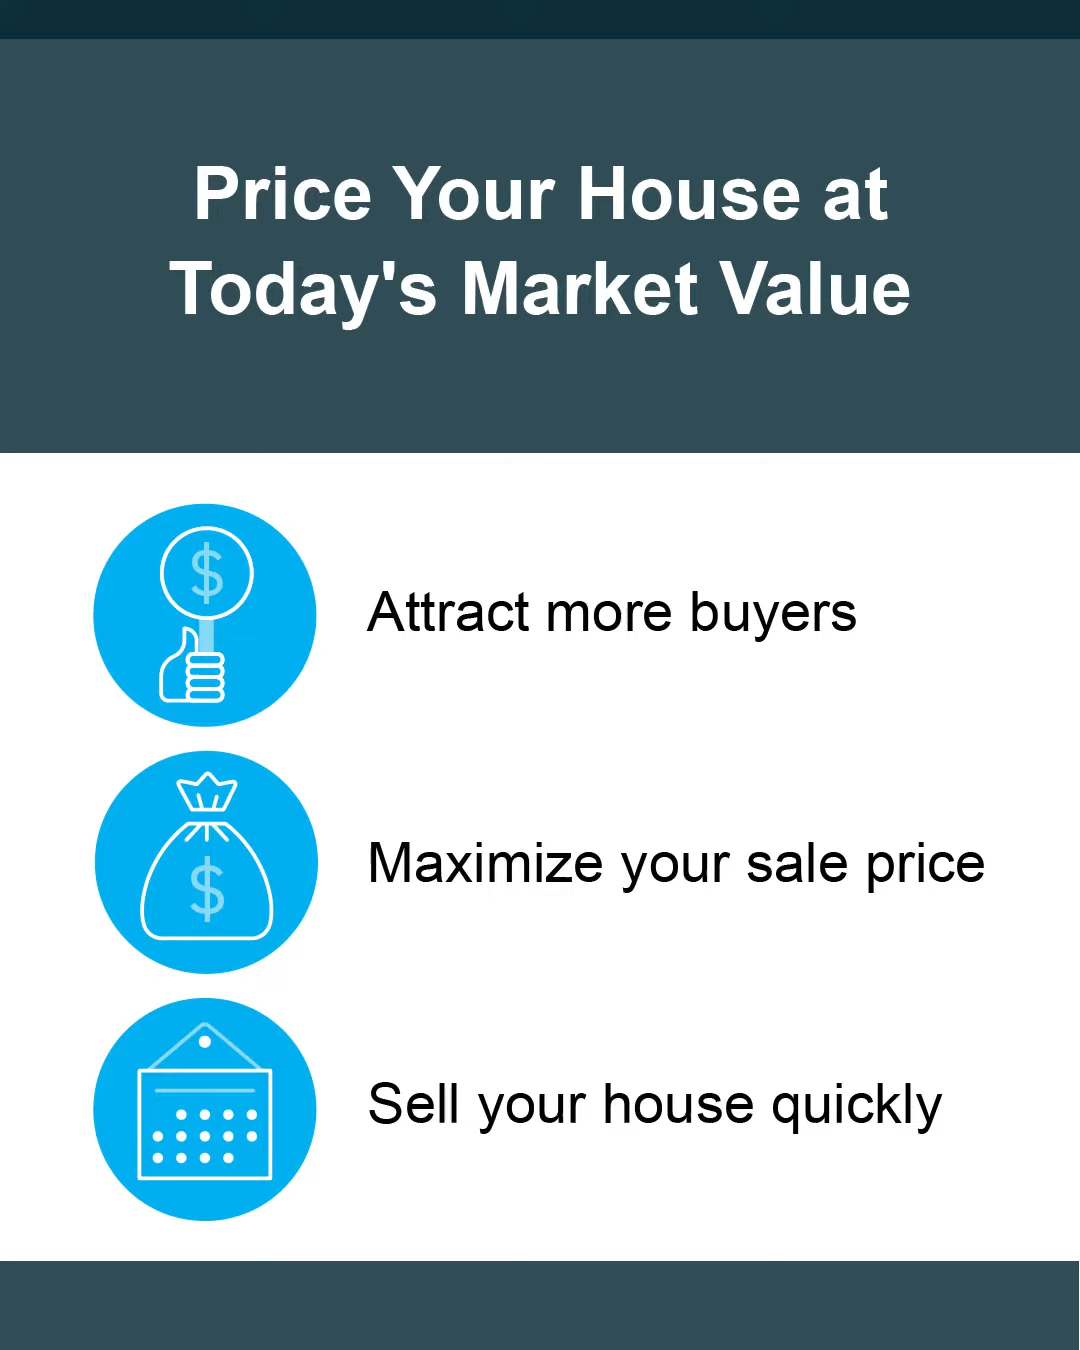 Price Your House at
Today's Market Value
$
Attract more buyers
$
Maximize your sale price
Sell your house quickly